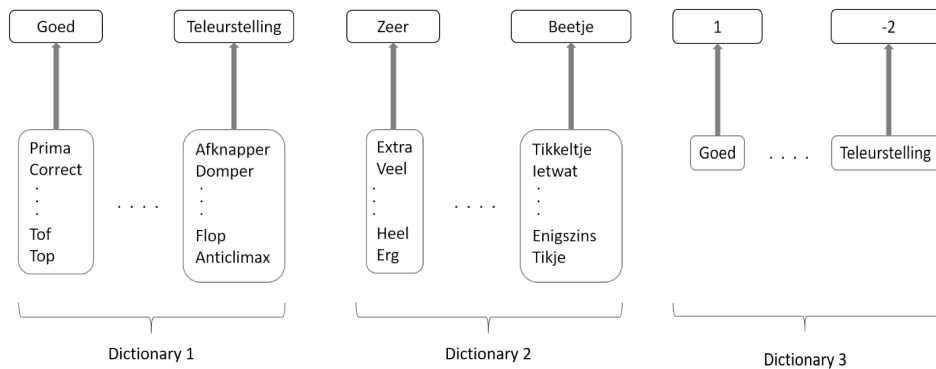 Goed
Teleurstelling
Zeer
Beetje
1
-2
Prima
Correct
.
.
.
Tof
Top
. . . .
Afknapper
Domper
.
.
.
Flop
Anticlimax
Extra
Veel
.
.
.
Heel
Erg
. . . .
Tikkeltje
Ietwat
.
.
.
Enigszins
Tikje
Goed
. . . .
Teleurstelling
Dictionary 1
Dictionary 2
Dictionary 3